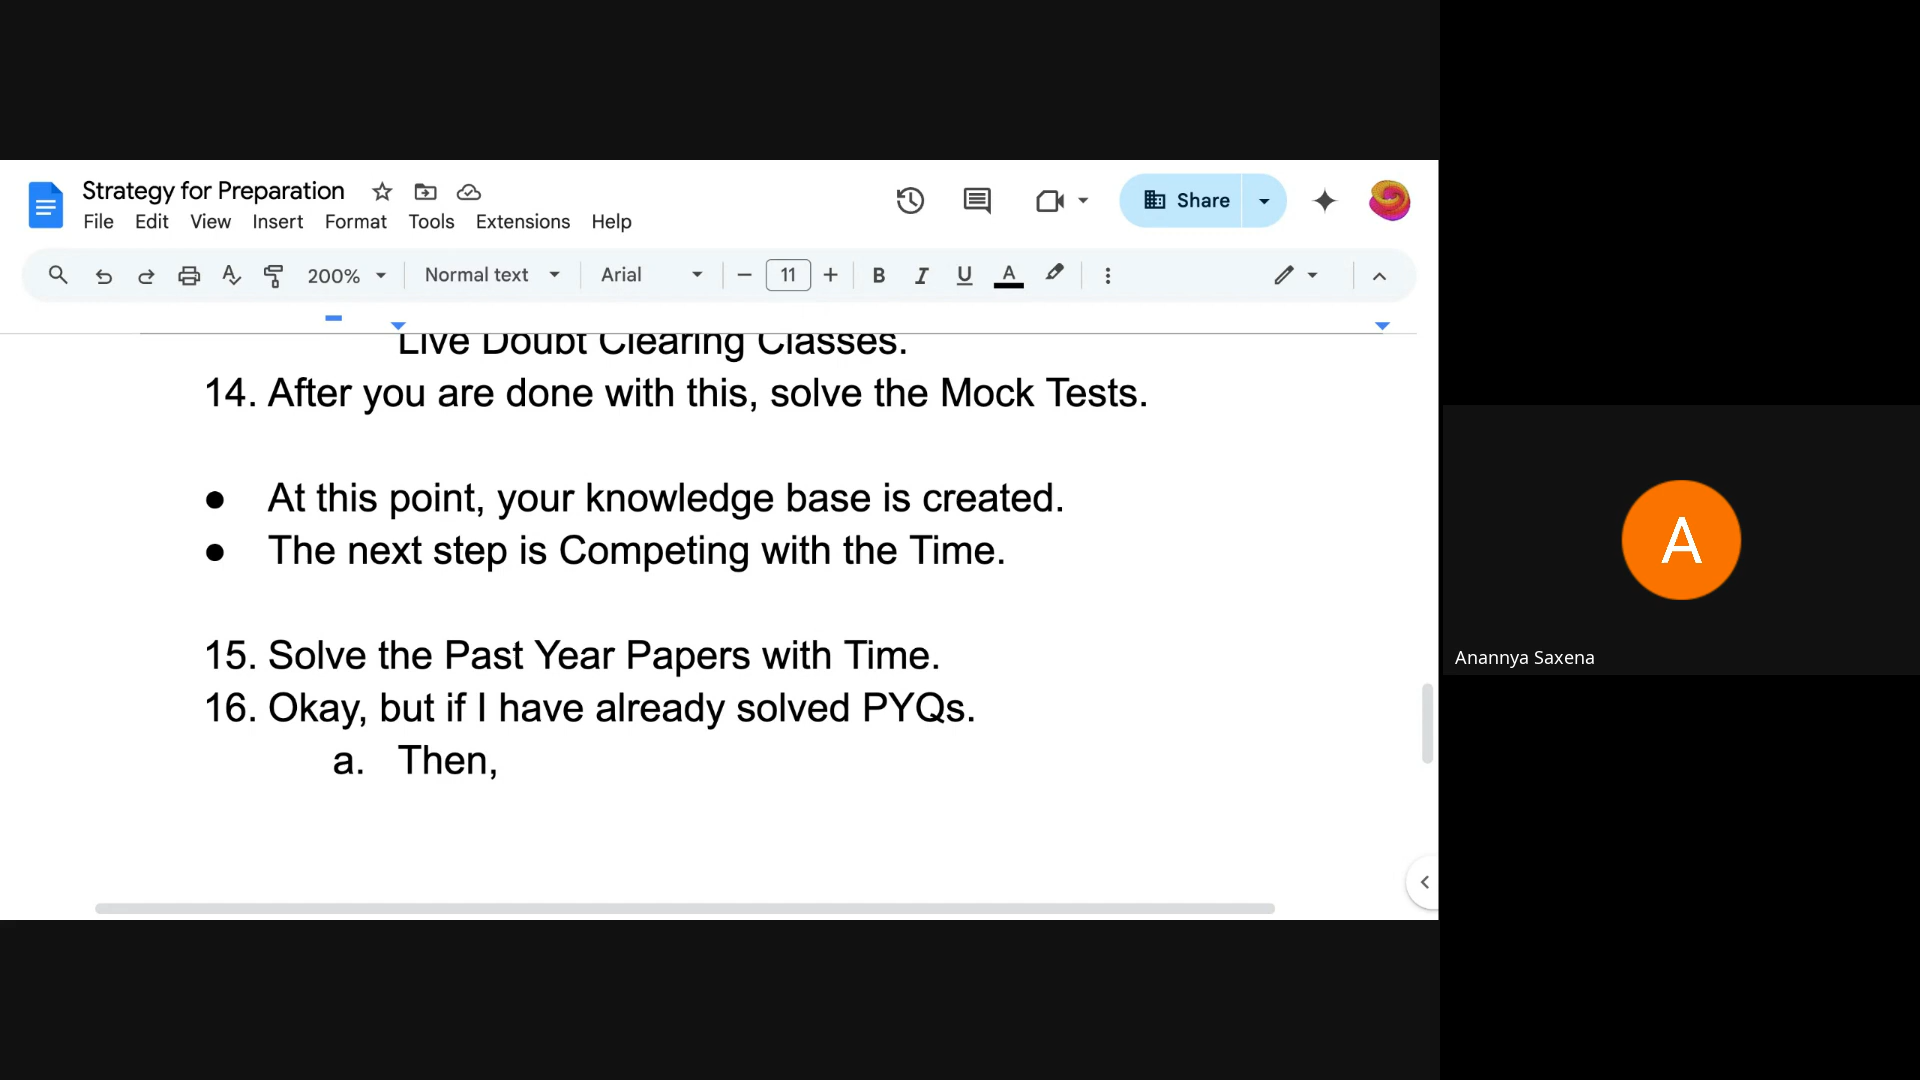 Strategy for Preparation
File Edit View Insert Format Tools Extensions Help
Share
200% Normal text Arial 11 B I U A
Live Doubt Clearing Classes.
14. After you are done with this, solve the Mock Tests.
● At this point, your knowledge base is created.
● The next step is Competing with the Time.
15. Solve the Past Year Papers with Time.
16. Okay, but if I have already solved PYQs.
a. Then,
A
Anannya Saxena